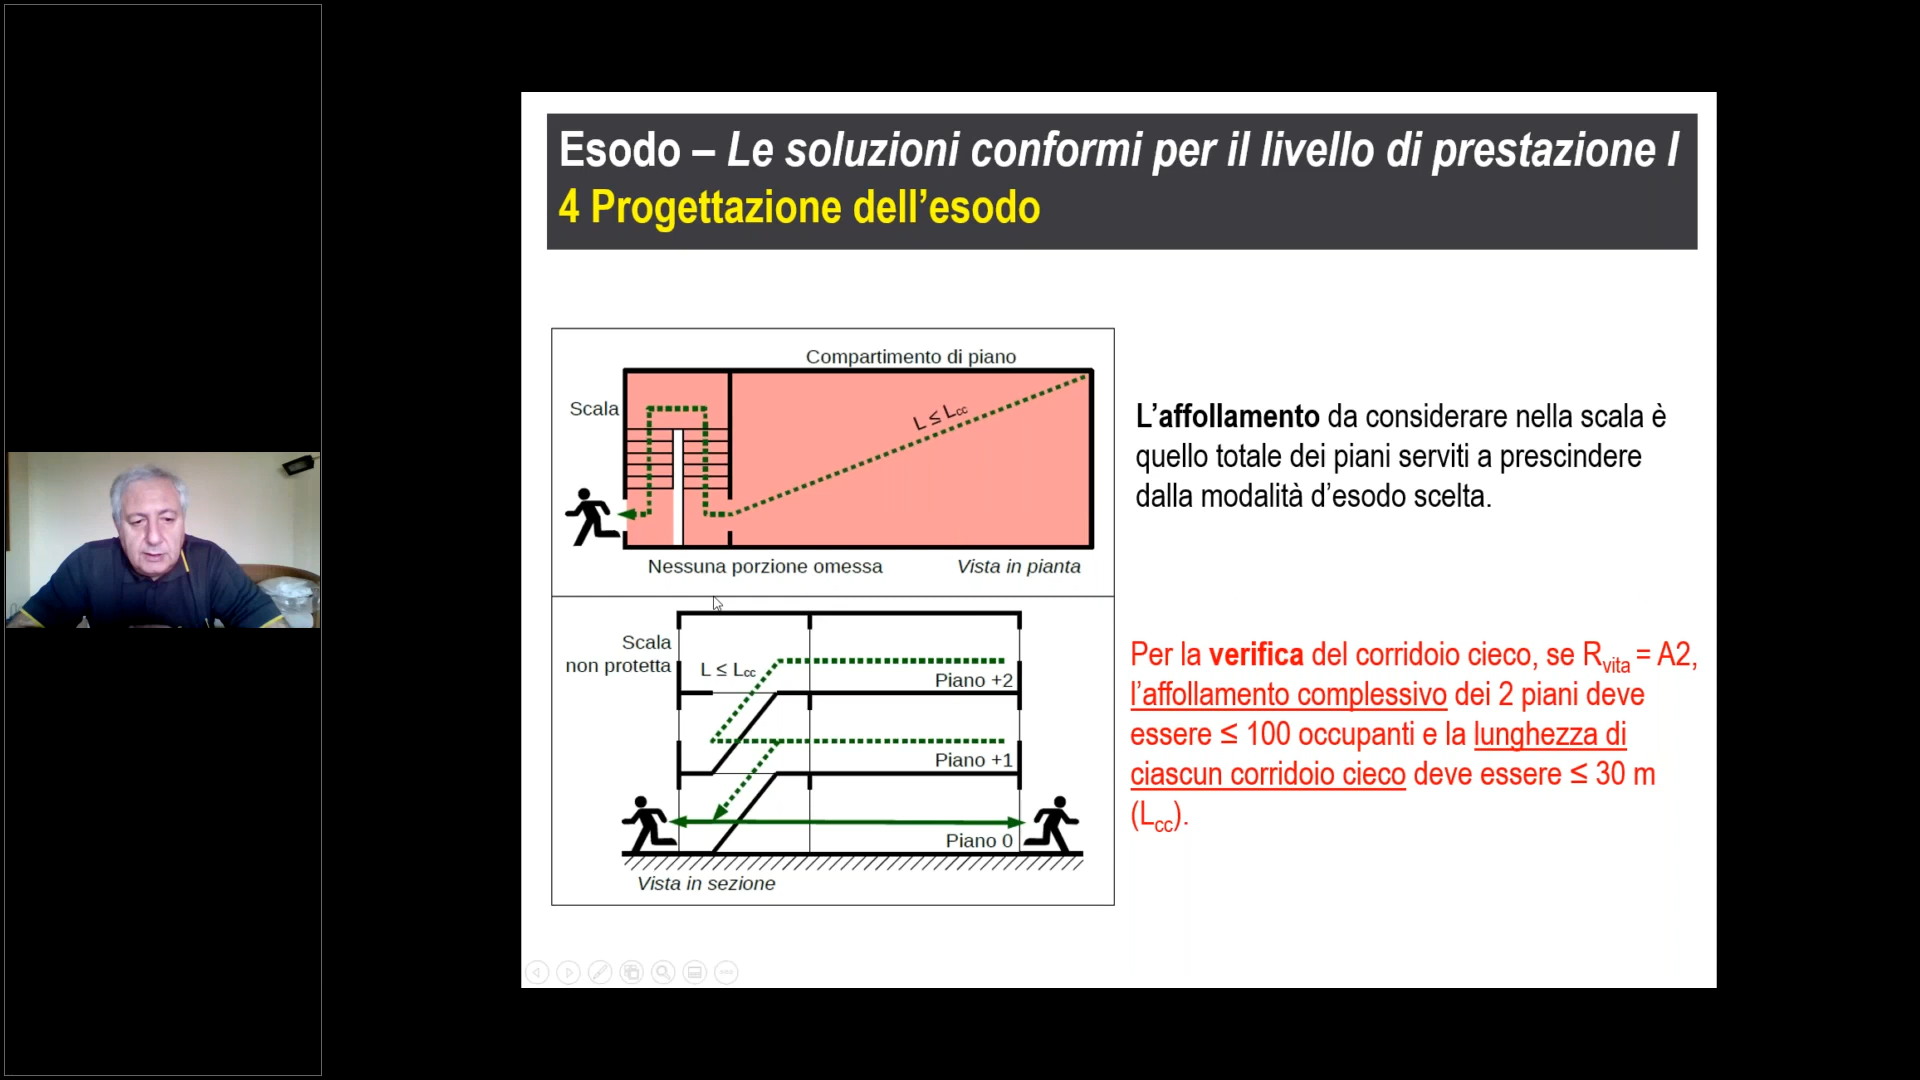 Esodo – Le soluzioni conformi per il livello di prestazione I
4 Progettazione dell’esodo
Compartimento di piano
Scala
L ≤ Lcc
Nessuna porzione omessa
Vista in pianta
Scala
non protetta
L ≤ Lcc
Piano +2
Piano +1
Piano 0
Vista in sezione
L’affollamento da considerare nella scala è
quello totale dei piani serviti a prescindere
dalla modalità d’esodo scelta.
Per la verifica del corridoio cieco, se Rvita = A2,
l’affollamento complessivo dei 2 piani deve
essere ≤ 100 occupanti e la lunghezza di
ciascun corridoio cieco deve essere ≤ 30 m
(Lcc).